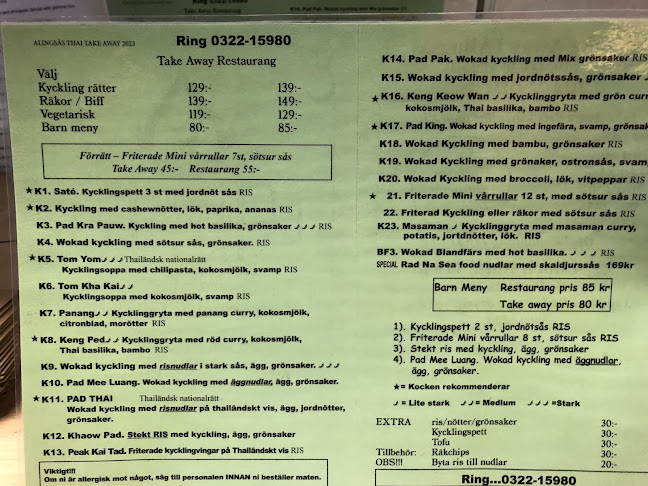 ALINGSÅS THAI TAKE AWAY 2023
Ring 0322-15980
Take Away Restaurang
Välj
Kyckling rätter 129:- 139:-
Räkor / Biff 139:- 149:-
Vegetarisk 119:- 129:-
Barn meny 80:- 85:-
Förrätt – Friterade Mini vårrullar 7st, sötsur sås
Take Away 45:- Restaurang 55:-
★K1. Saté. Kycklingspett 3 st med jordnöt sås RIS
★K2. Kyckling med cashewnötter, lök, paprika, ananas RIS
K3. Pad Kra Pauw. Kyckling med hot basilika, grönsaker RIS
K4. Wokad kyckling med sötsur sås, grönsaker. RIS
★K5. Tom Yom Thailändsk nationalrätt
Kycklingsoppa med chilipasta, kokosmjölk, svamp RIS
K6. Tom Kha Kai
Kycklingsoppa med kokosmjölk, svamp RIS
K7. Panang Kycklinggryta med panang curry, kokosmjölk,
citronblad, morötter RIS
★K8. Keng Ped Kycklinggryta med röd curry, kokosmjölk,
Thai basilika, bambo RIS
K9. Wokad kyckling med risnudlar i stark sås, ägg, grönsaker.
K10. Pad Mee Luang. Wokad kyckling med äggnudlar, ägg, grönsaker.
★K11. PAD THAI Thailändsk nationalrätt
Wokad kyckling med risnudlar på thailändskt vis, ägg, jordnötter,
grönsaker.
K12. Khaow Pad. Stekt RIS med kyckling, ägg, grönsaker
K13. Peak Kai Tad. Friterade kycklingvingar på Thailändskt vis RIS
Viktigt!!
Om ni är allergisk mot något, säg till personalen INNAN ni beställer maten.
K14. Pad Pak. Wokad kyckling med Mix grönsaker RIS
K15. Wokad kyckling med jordnötssås, grönsaker
★K16. Keng Keow Wan Kycklinggryta med grön curr
kokosmjölk, Thai basilika, bambo RIS
★K17. Pad King. Wokad kyckling med ingefära, svamp, grönsak
K18. Wokad Kyckling med bambu, grönsaker RIS
K19. Wokad Kyckling med grönaker, ostronsås, svam
K20. Wokad Kyckling med broccoli, lök, vitpeppar RIS
★ 21. Friterade Mini vårrullar 12 st, med sötsur sås RIS
22. Friterad Kyckling eller räkor med sötsur sås RIS
K23. Masaman Kycklinggryta med masaman curry,
potatis, jortdnötter, lök. RIS
BF3. Wokad Blandfärs med hot basilika. RIS
SPECIAL Rad Na Sea food nudlar med skaldjurssås 169kr
Barn Meny Restaurang pris 85 kr
Take away pris 80 kr
1). Kycklingspett 2 st, jordnötsås RIS
2). Friterade Mini vårrullar 8 st, sötsur sås RIS
3). Stekt ris med kyckling, ägg, grönsaker
4). Pad Mee Luang. Wokad kyckling med äggnudlar,
ägg, grönsaker.
★= Kocken rekommenderar
= Lite stark =Medium =Stark
EXTRA ris/nötter/grönsaker 30:-
Kycklingspett 30:-
Tofu 30:-
Tillbehör: Räkchips 30:-
OBS!!! Byta ris till nudlar 20:-
Ring...0322-15980